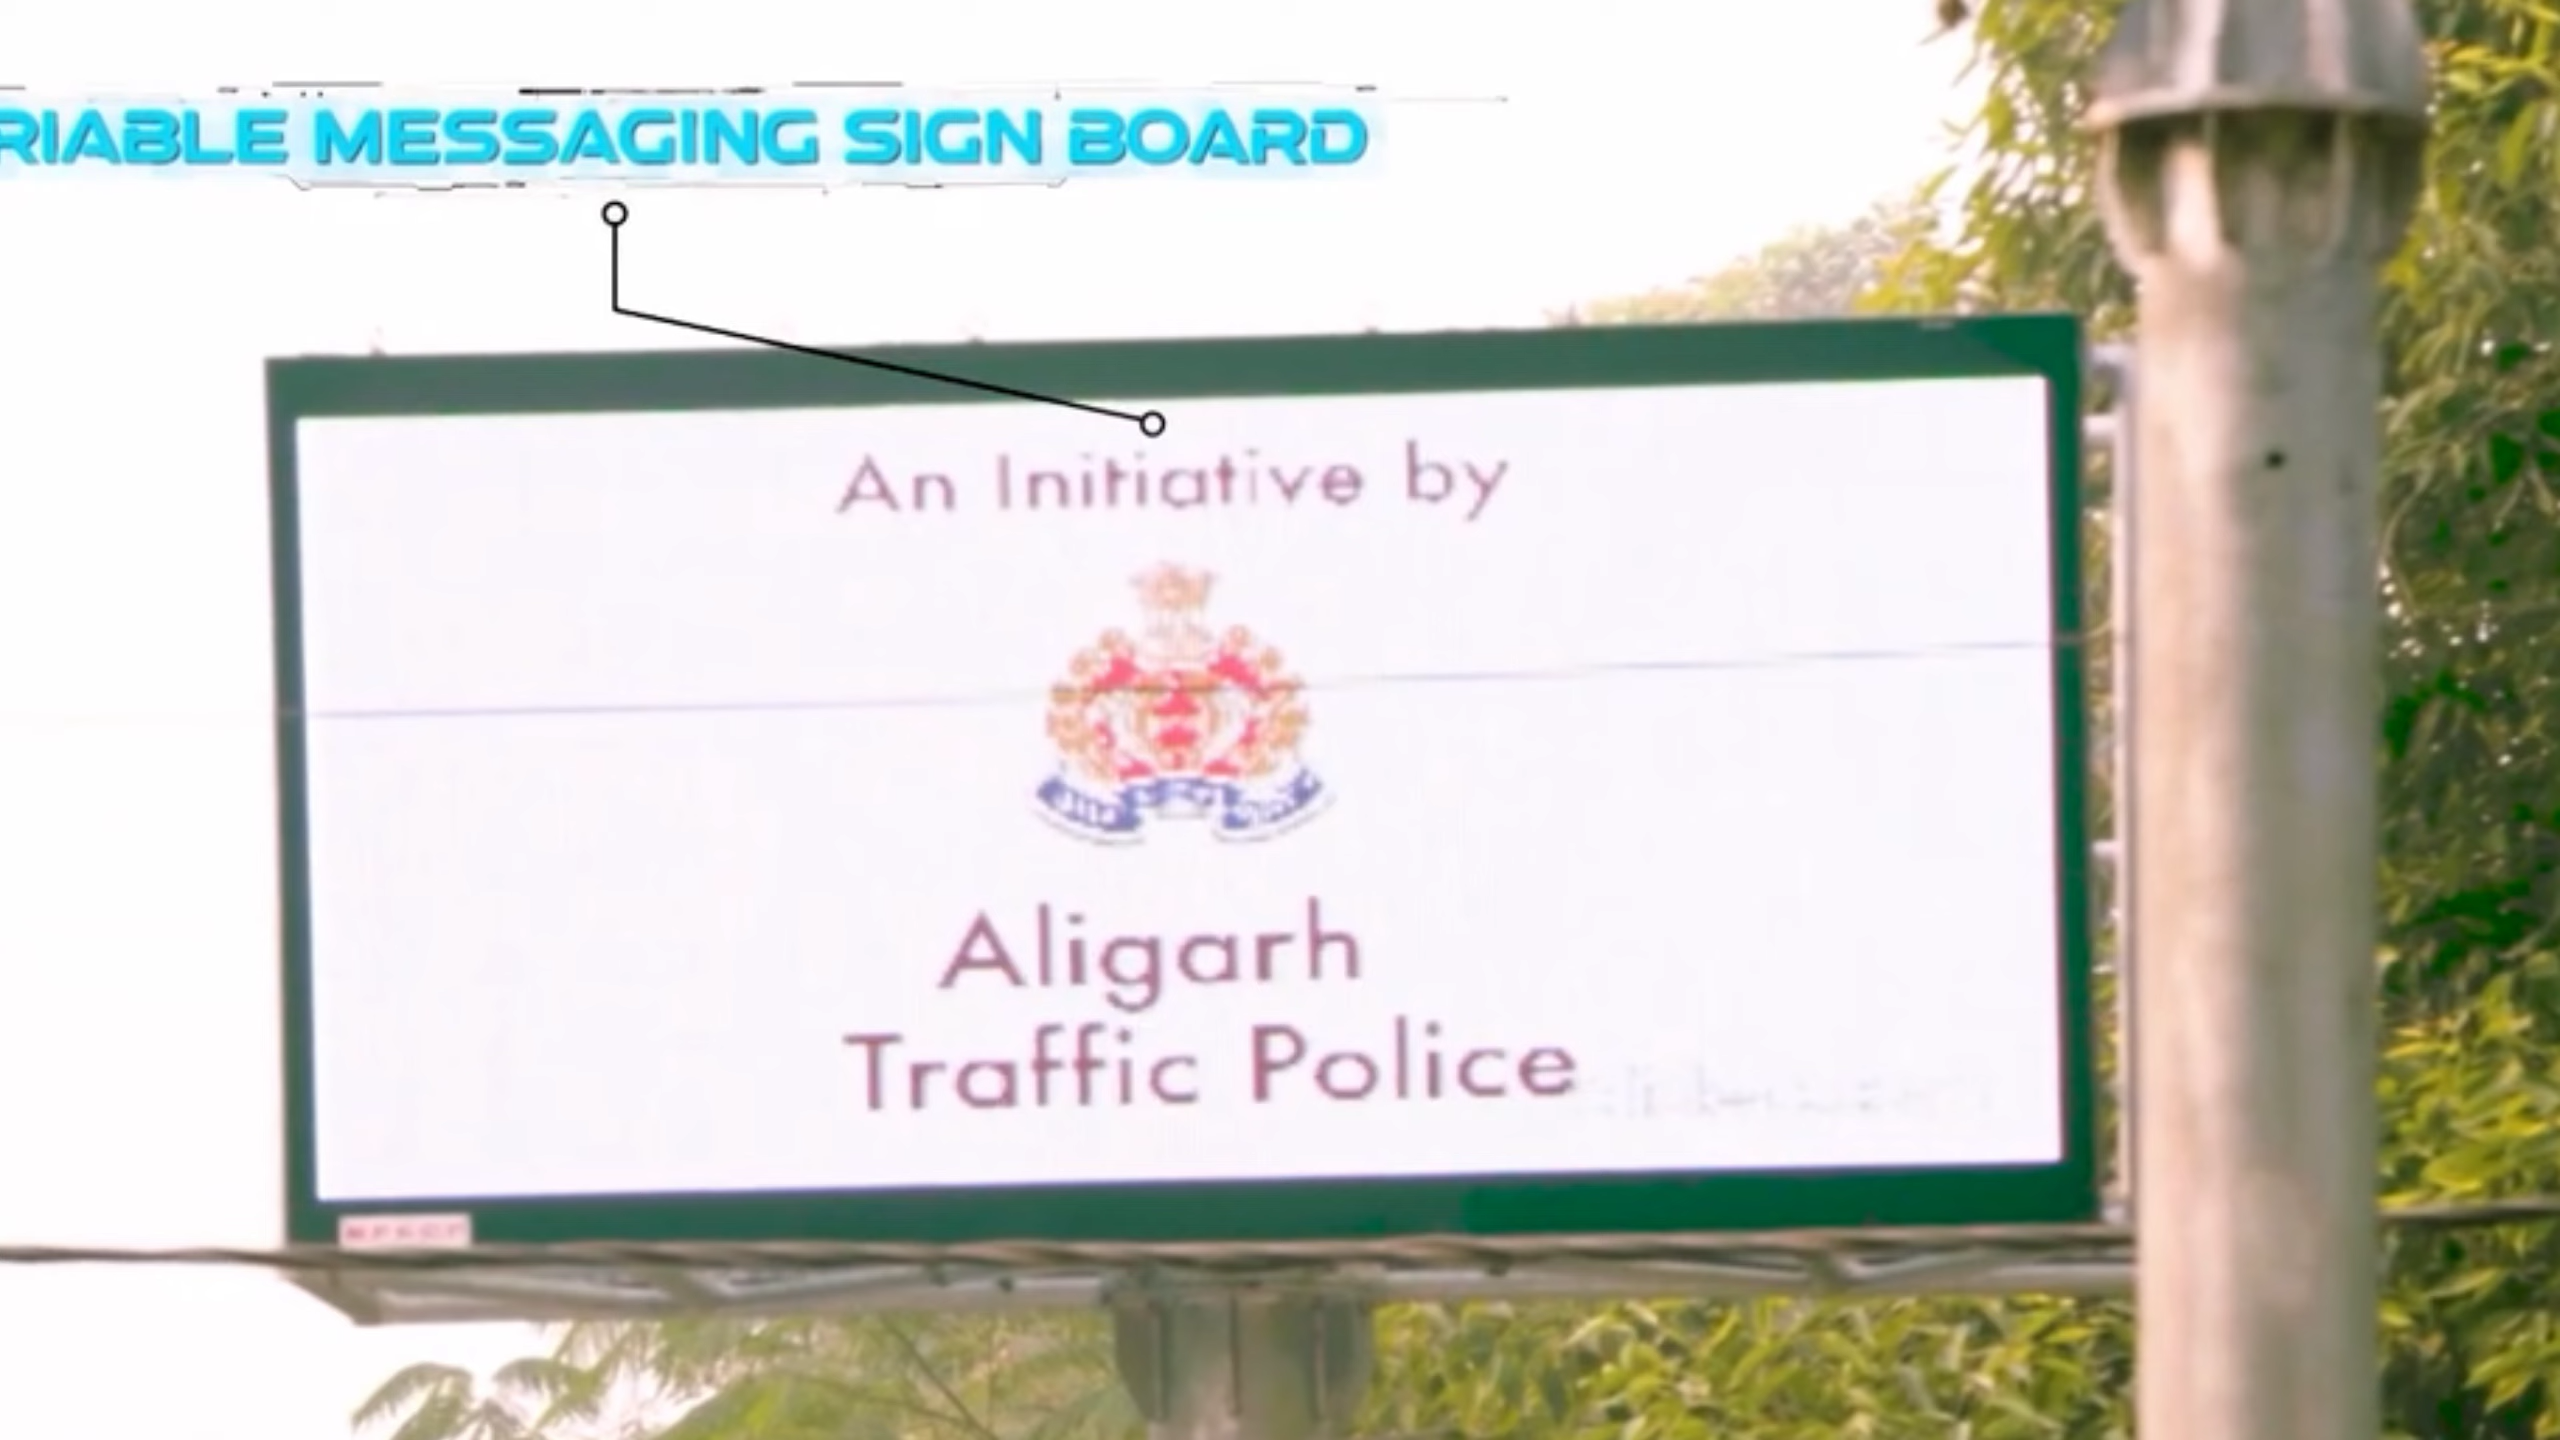 RIABLE MESSAGING SIGN BOARD
An Initiative by
Aligarh
Traffic Police